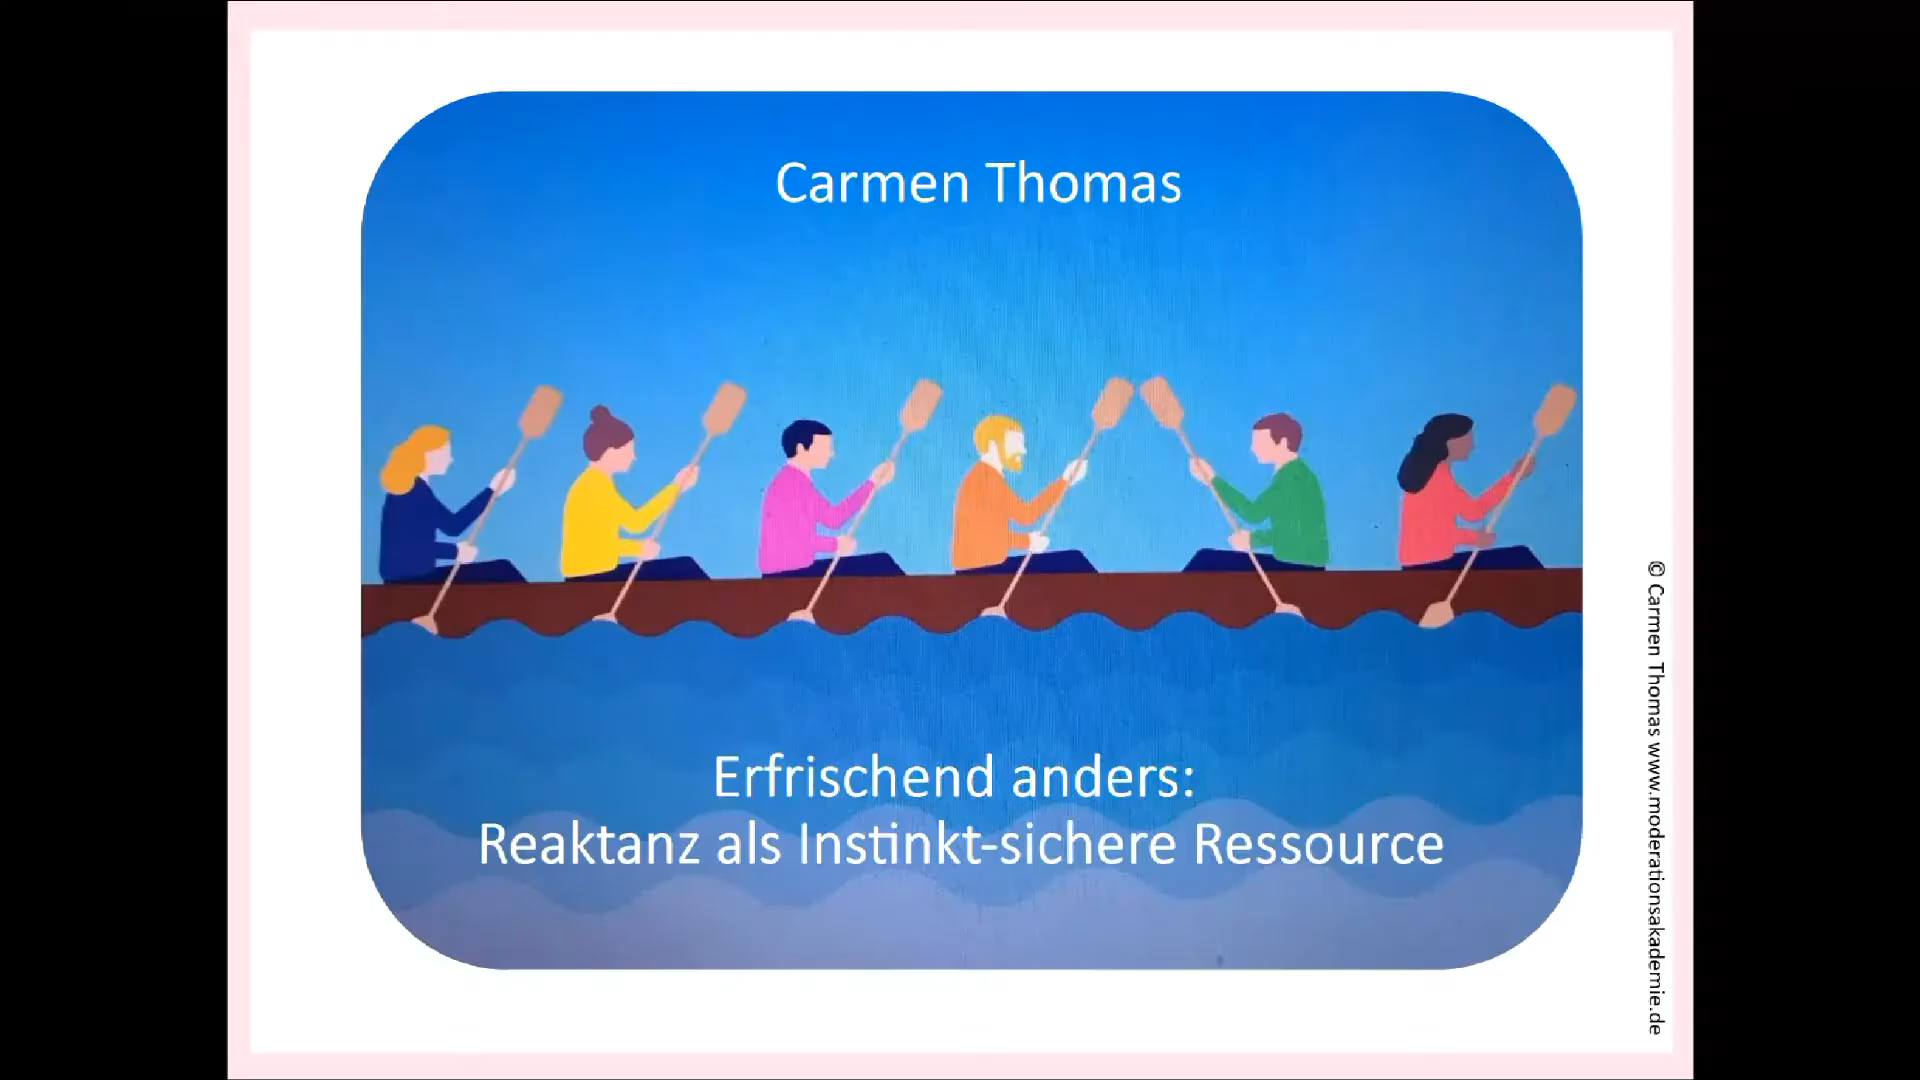 Carmen Thomas
Erfrischend anders:
Reaktanz als Instinkt-sichere Ressource
© Carmen Thomas www.moderationsakademie.de